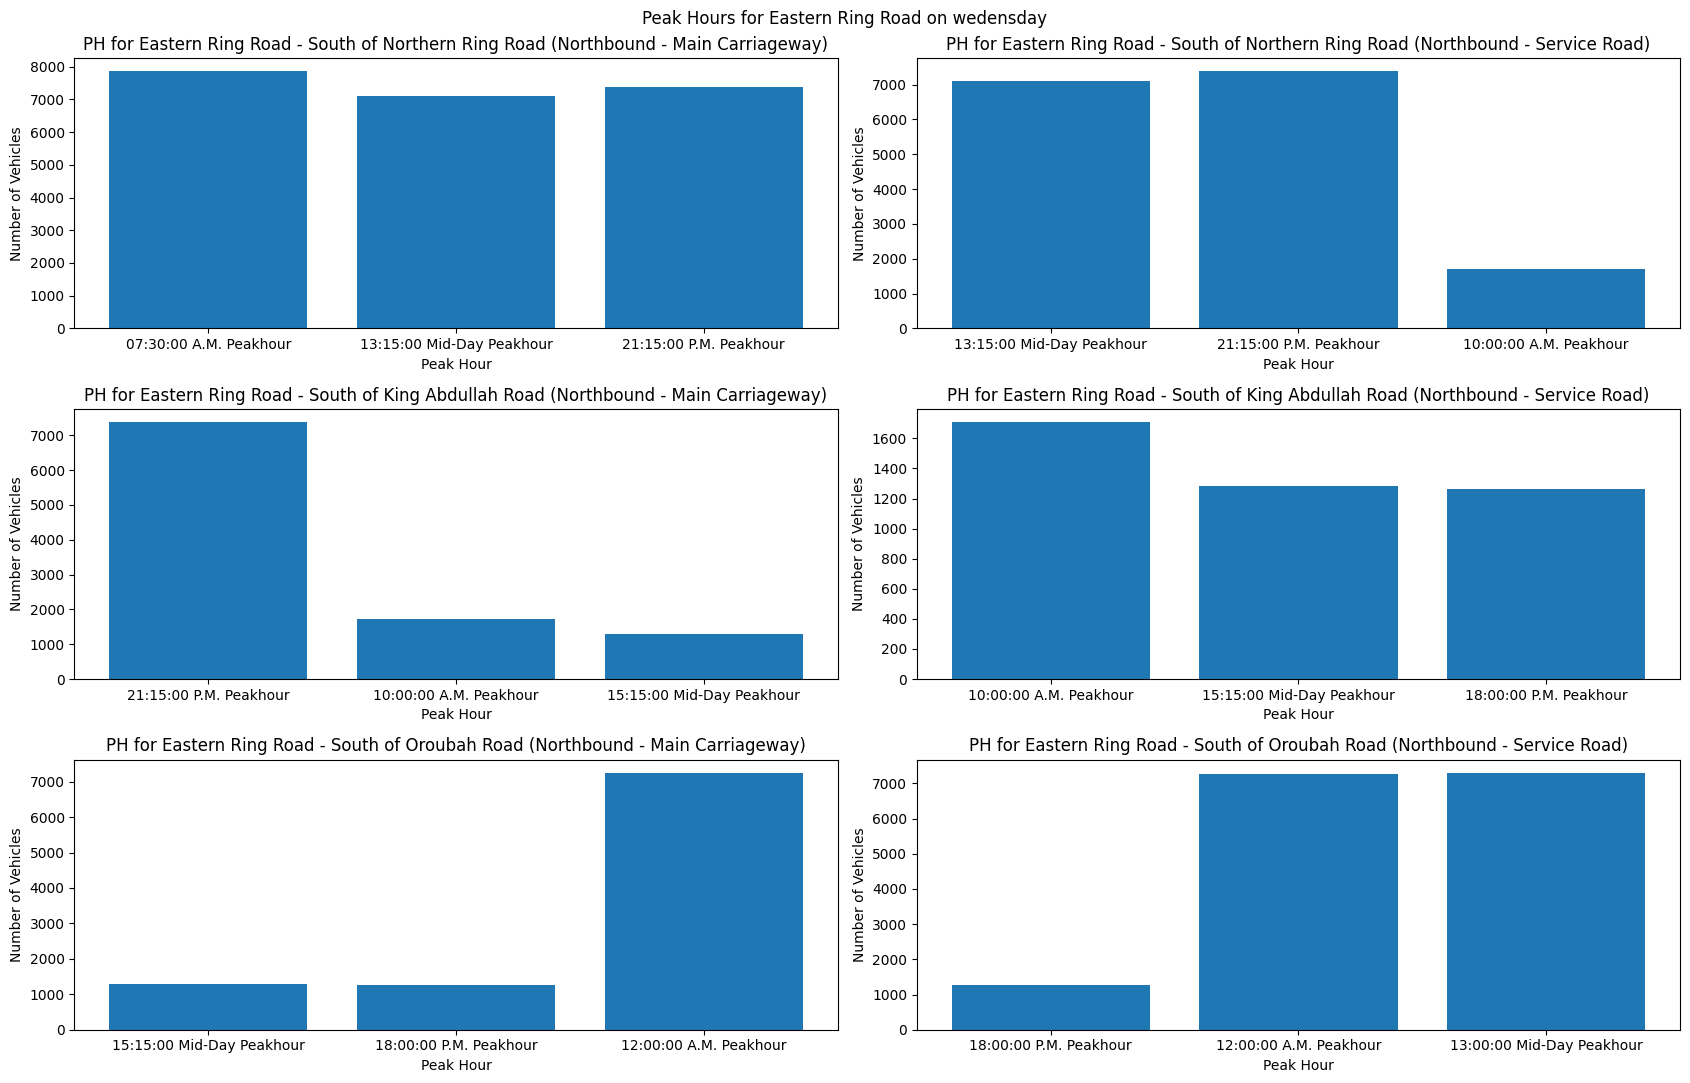 Peak Hours for Eastern Ring Road on wedensday
PH for Eastern Ring Road - South of Northern Ring Road (Northbound - Main Carriageway)
8000
7000
6000
5000
4000
3000
2000
1000
0
Number of Vehicles
07:30:00 A.M. Peakhour
13:15:00 Mid-Day Peakhour
21:15:00 P.M. Peakhour
Peak Hour
PH for Eastern Ring Road - South of Northern Ring Road (Northbound - Service Road)
7000
6000
5000
4000
3000
2000
1000
0
Number of Vehicles
13:15:00 Mid-Day Peakhour
21:15:00 P.M. Peakhour
10:00:00 A.M. Peakhour
Peak Hour
PH for Eastern Ring Road - South of King Abdullah Road (Northbound - Main Carriageway)
7000
6000
5000
4000
3000
2000
1000
0
Number of Vehicles
21:15:00 P.M. Peakhour
10:00:00 A.M. Peakhour
15:15:00 Mid-Day Peakhour
Peak Hour
PH for Eastern Ring Road - South of King Abdullah Road (Northbound - Service Road)
1600
1400
1200
1000
800
600
400
200
0
Number of Vehicles
10:00:00 A.M. Peakhour
15:15:00 Mid-Day Peakhour
18:00:00 P.M. Peakhour
Peak Hour
PH for Eastern Ring Road - South of Oroubah Road (Northbound - Main Carriageway)
7000
6000
5000
4000
3000
2000
1000
0
Number of Vehicles
15:15:00 Mid-Day Peakhour
18:00:00 P.M. Peakhour
12:00:00 A.M. Peakhour
Peak Hour
PH for Eastern Ring Road - South of Oroubah Road (Northbound - Service Road)
7000
6000
5000
4000
3000
2000
1000
0
Number of Vehicles
18:00:00 P.M. Peakhour
12:00:00 A.M. Peakhour
13:00:00 Mid-Day Peakhour
Peak Hour